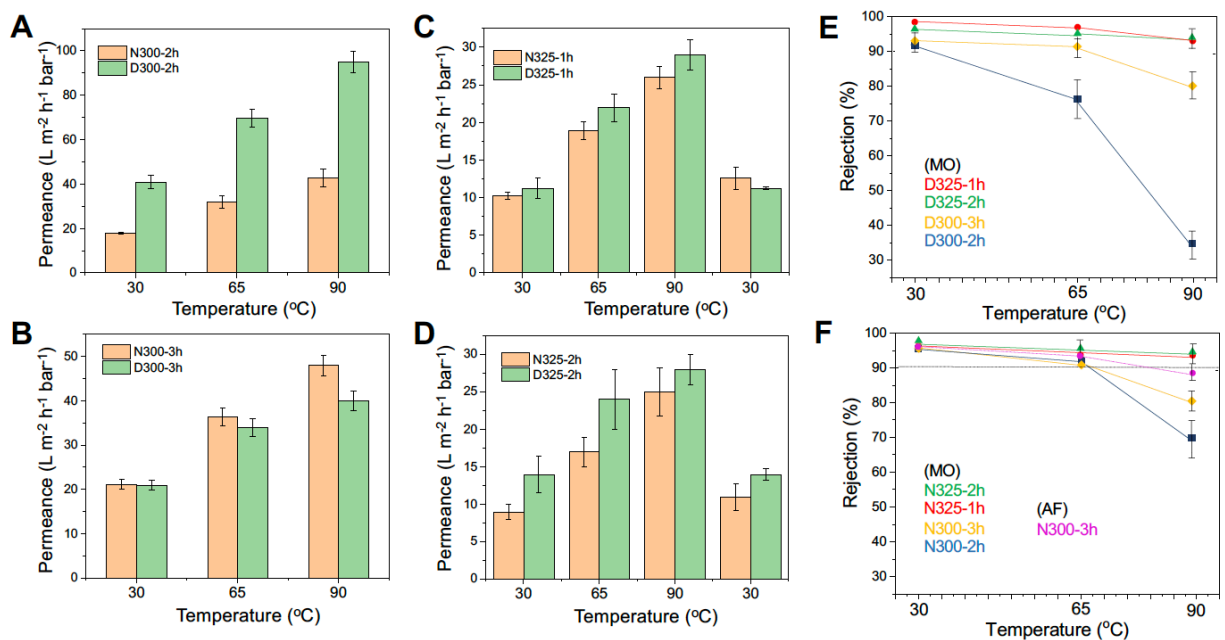 A
N300-2h
D300-2h
Permeance (L m⁻² h⁻¹ bar⁻¹)
100
80
60
40
20
0
30
65
90
Temperature (°C)
B
N300-3h
D300-3h
Permeance (L m⁻² h⁻¹ bar⁻¹)
50
40
30
20
10
0
30
65
90
Temperature (°C)
C
N325-1h
D325-1h
Permeance (L m⁻² h⁻¹ bar⁻¹)
30
25
20
15
10
5
0
30
65
90
30
Temperature (°C)
D
N325-2h
D325-2h
Permeance (L m⁻² h⁻¹ bar⁻¹)
30
25
20
15
10
5
0
30
65
90
30
Temperature (°C)
E
Rejection (%)
100
90
80
70
60
50
40
30
(MO)
D325-1h
D325-2h
D300-3h
D300-2h
30
65
90
Temperature (°C)
F
Rejection (%)
100
90
80
70
60
50
40
30
(MO)
N325-2h
N325-1h
N300-3h
N300-2h
(AF)
N300-3h
30
65
90
Temperature (°C)